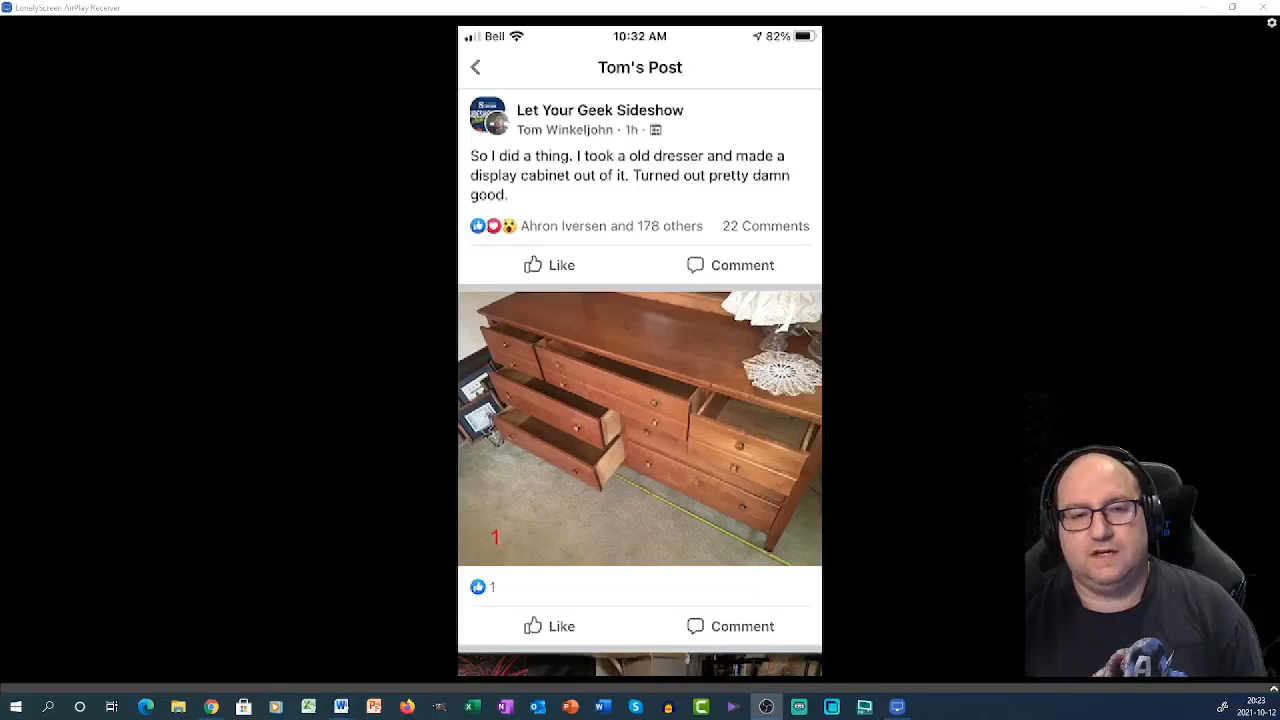 LonelyScreen AirPlay Receiver
Bell
10:32 AM
82%
Tom's Post
Let Your Geek Sideshow
Tom Winkeljohn · 1h ·
So I did a thing. I took a old dresser and made a
display cabinet out of it. Turned out pretty damn
good.
Ahron Iversen and 178 others
22 Comments
Like
Comment
1
1
Like
Comment
20:23
2021-10-12